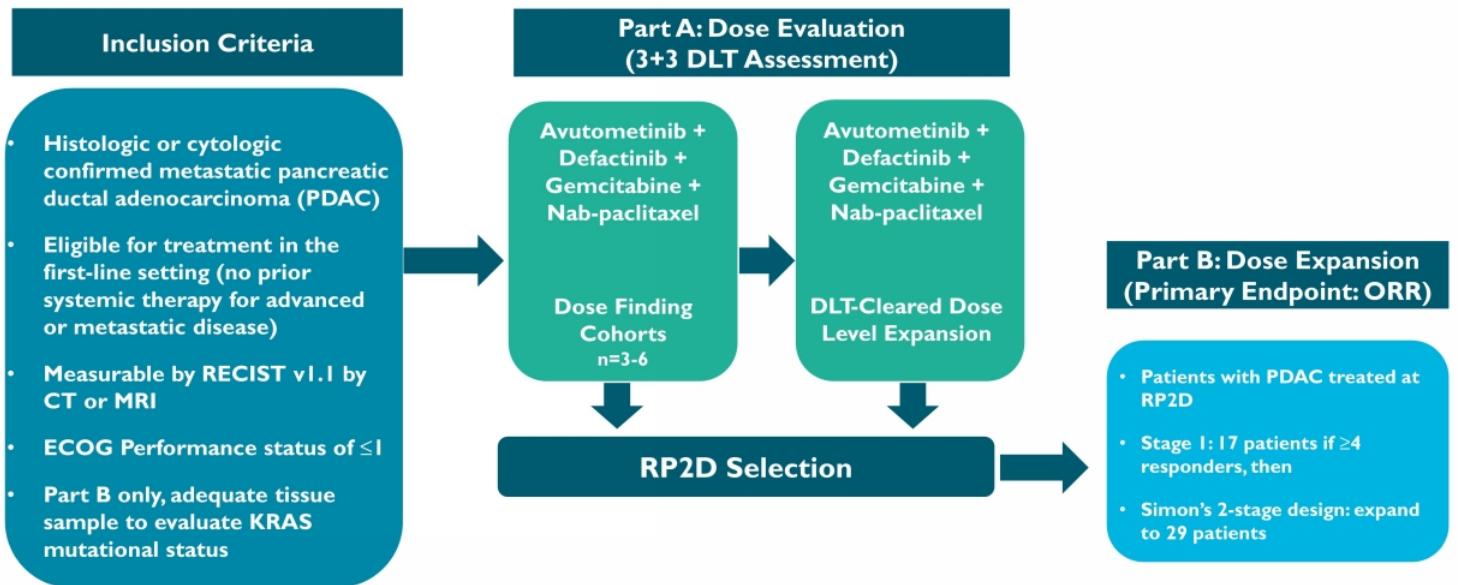 Inclusion Criteria
• Histologic or cytologic
confirmed metastatic pancreatic
ductal adenocarcinoma (PDAC)
• Eligible for treatment in the
first-line setting (no prior
systemic therapy for advanced
or metastatic disease)
• Measurable by RECIST v1.1 by
CT or MRI
• ECOG Performance status of ≤1
• Part B only, adequate tissue
sample to evaluate KRAS
mutational status
Part A: Dose Evaluation
(3+3 DLT Assessment)
Avutometinib +
Defactinib +
Gemcitabine +
Nab-paclitaxel
Dose Finding
Cohorts
n=3-6
Avutometinib +
Defactinib +
Gemcitabine +
Nab-paclitaxel
DLT-Cleared Dose
Level Expansion
RP2D Selection
Part B: Dose Expansion
(Primary Endpoint: ORR)
• Patients with PDAC treated at
RP2D
• Stage 1: 17 patients if ≥4
responders, then
• Simon's 2-stage design: expand
to 29 patients